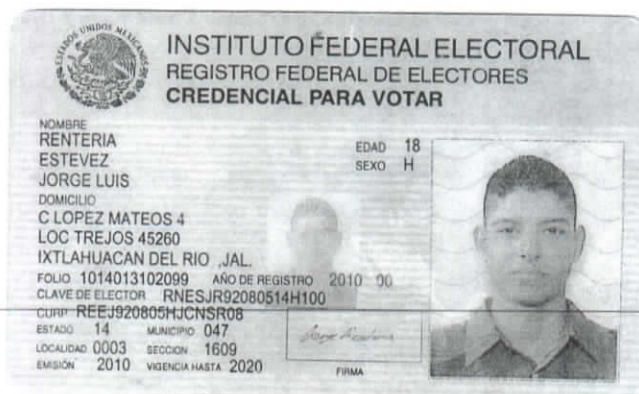 ESTADOS UNIDOS MEXICANOS
INSTITUTO FEDERAL ELECTORAL
REGISTRO FEDERAL DE ELECTORES
CREDENCIAL PARA VOTAR
NOMBRE
RENTERIA
ESTEVEZ
JORGE LUIS
EDAD 18
SEXO H
DOMICILIO
C LOPEZ MATEOS 4
LOC TREJOS 45260
IXTLAHUACAN DEL RIO ,JAL.
FOLIO 1014013102099 AÑO DE REGISTRO 2010 00
CLAVE DE ELECTOR RNESJR92080514H100
CURP REEJ920805HJCNSR08
ESTADO 14 MUNICIPIO 047
LOCALIDAD 0003 SECCION 1609
EMISIÓN 2010 VIGENCIA HASTA 2020
FIRMA